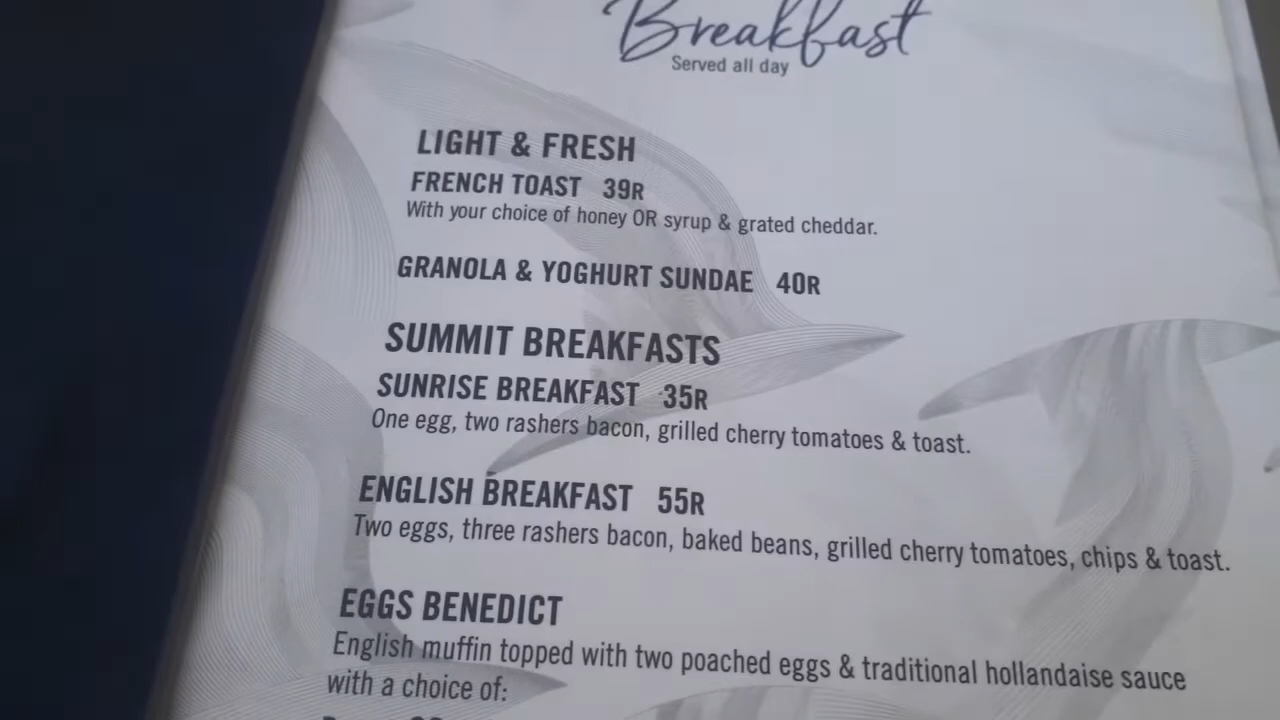 Breakfast
Served all day
LIGHT & FRESH
FRENCH TOAST 39R
With your choice of honey OR syrup & grated cheddar.
GRANOLA & YOGHURT SUNDAE 40R
SUMMIT BREAKFASTS
SUNRISE BREAKFAST 35R
One egg, two rashers bacon, grilled cherry tomatoes & toast.
ENGLISH BREAKFAST 55R
Two eggs, three rashers bacon, baked beans, grilled cherry tomatoes, chips & toast.
EGGS BENEDICT
English muffin topped with two poached eggs & traditional hollandaise sauce
with a choice of: